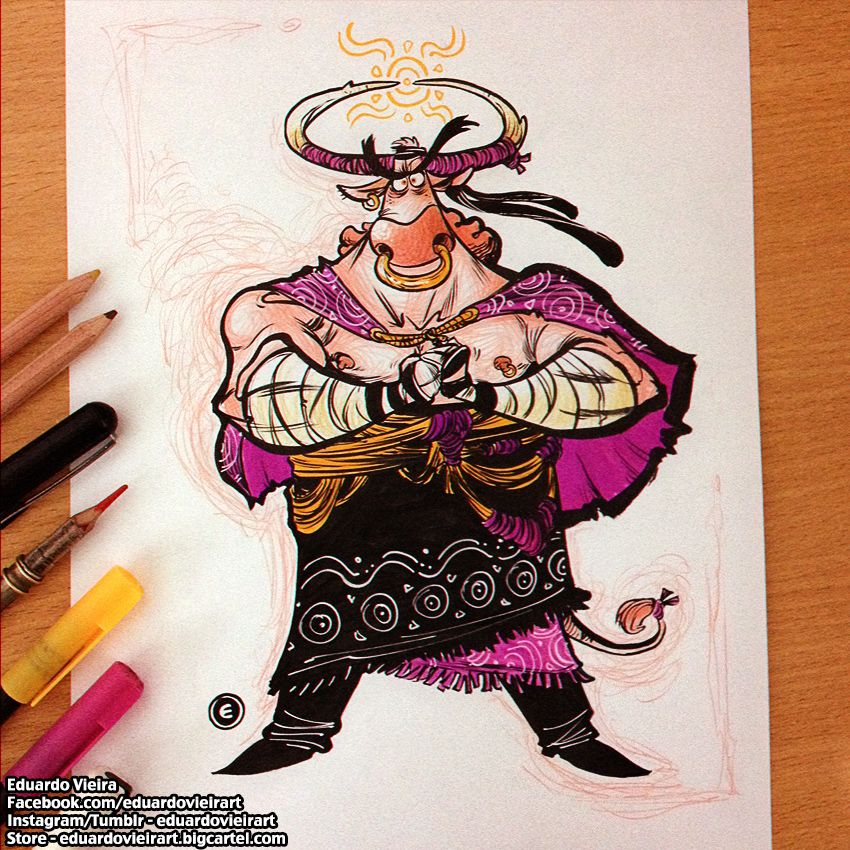 E
Eduardo Vieira
Facebook.com/eduardovieirart
Instagram/Tumblr - eduardovieirart
Store - eduardovieirart.bigcartel.com